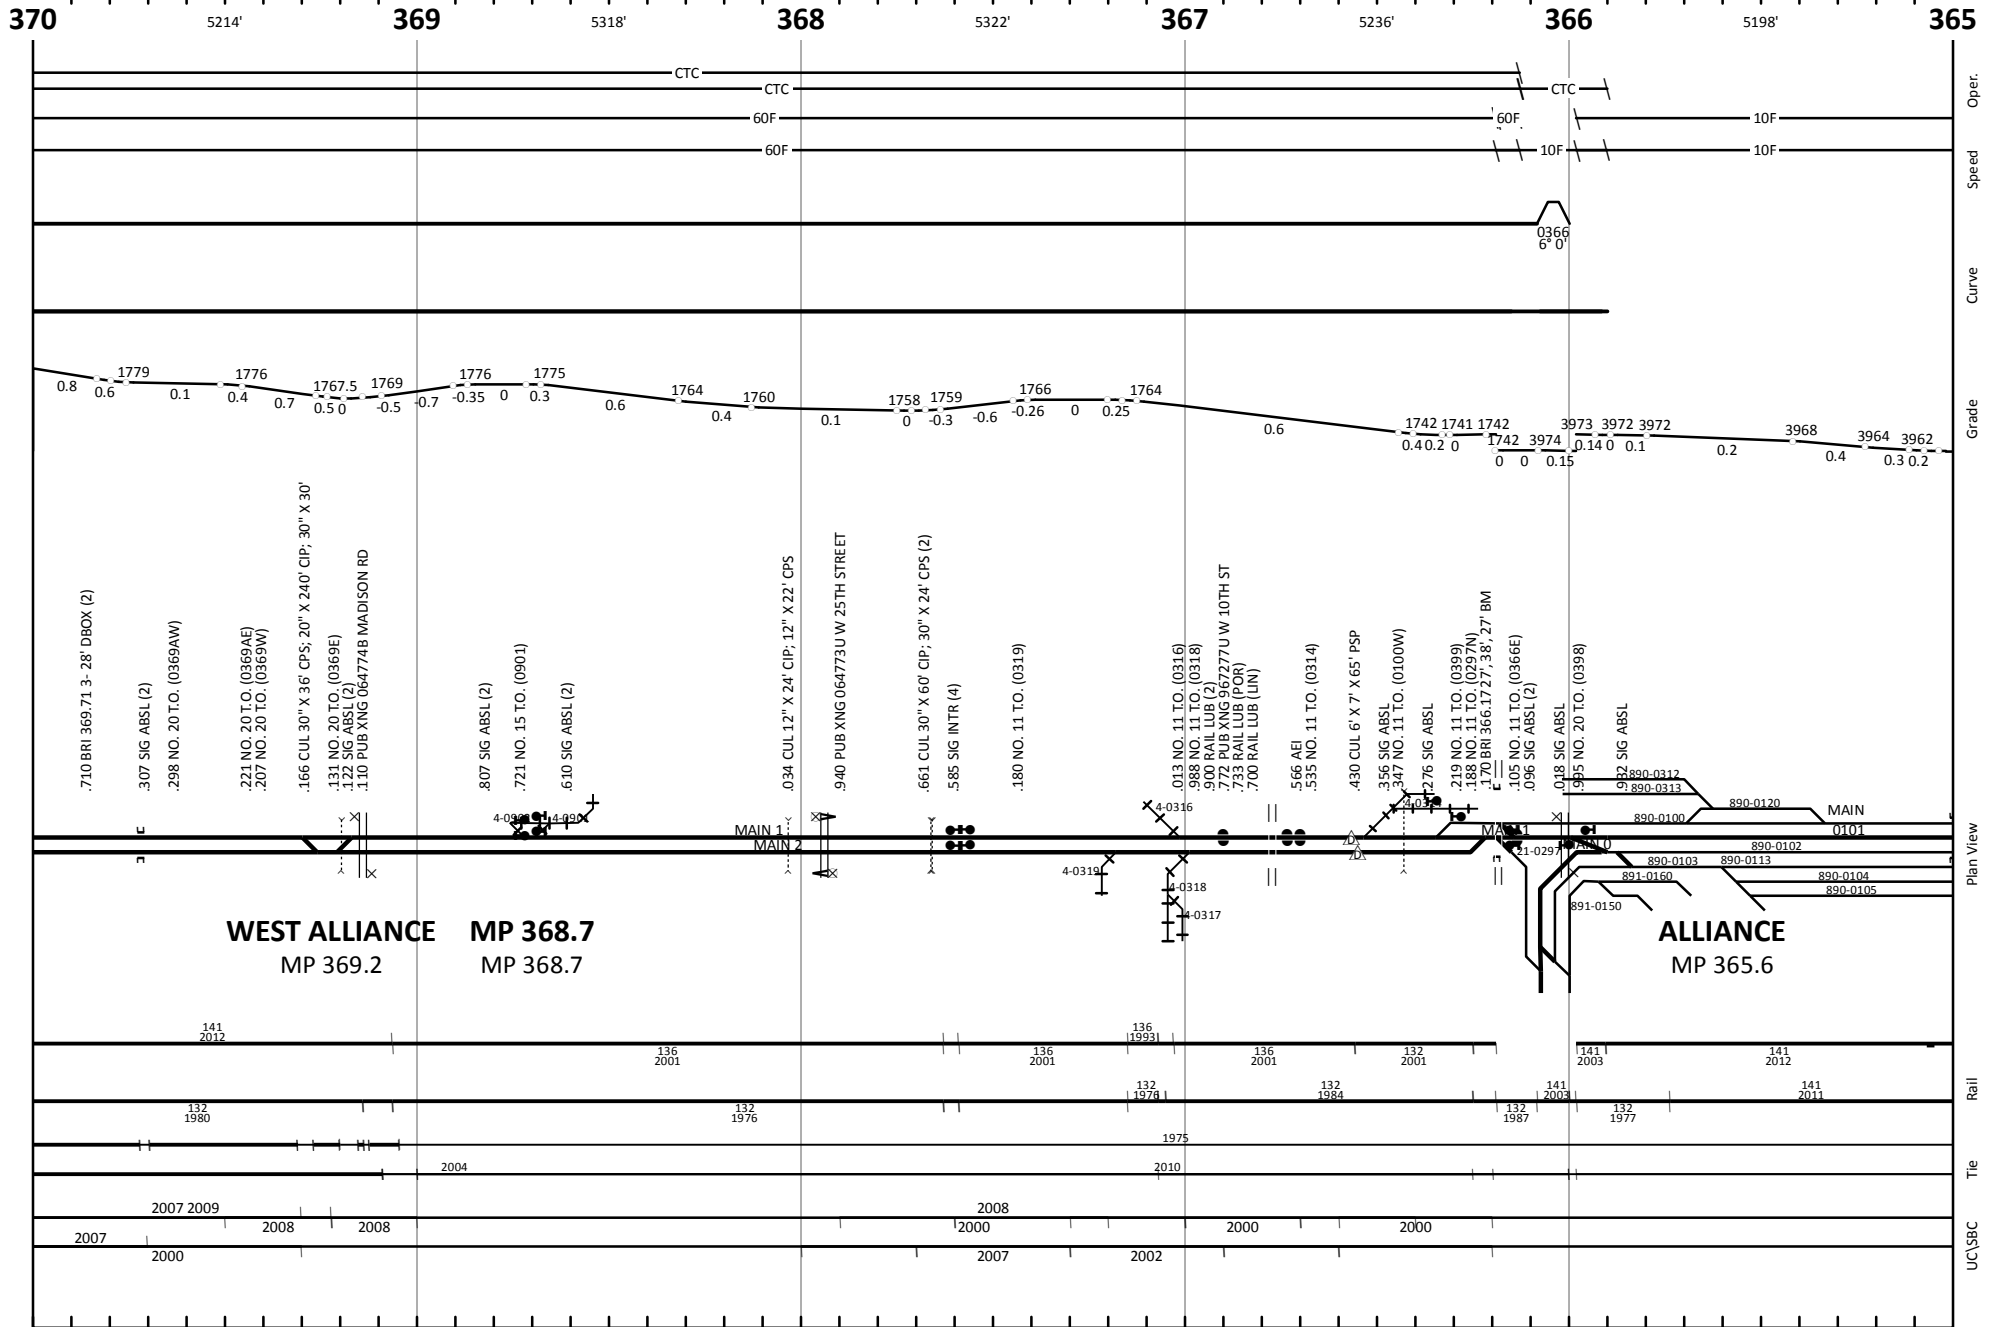 370 5214' 369 5318' 368 5322' 367 5236' 366 5198' 365
CTC
CTC CTC
Oper.
60F 60F 10F
60F 10F 10F
Speed
0366
6° 0'
Curve
1779 1776 1767.5 1769 1776 1775 1764 1760 1758 1759 1766 1764 1742 1741 1742 1742 3974 3973 3972 3972 3968 3964 3962
0.8 0.6 0.1 0.4 0.7 0.5 0 -0.5 -0.7 -0.35 0 0.3 0.6 0.4 0.1 0 -0.3 -0.6 -0.26 0 0.25 0.6 0.4 0.2 0 0 0 0.15 0.14 0 0.1 0.2 0.4 0.3 0.2
Grade
.710 BRI 369.71 3- 28' DBOX (2)
.307 SIG ABSL (2)
.298 NO. 20 T.O. (0369AW)
.221 NO. 20 T.O. (0369AE)
.207 NO. 20 T.O. (0369W)
.166 CUL 30" X 36' CPS; 20" X 240' CIP; 30" X 30'
.131 NO. 20 T.O. (0369E)
.122 SIG ABSL (2)
.110 PUB XNG 064774B MADISON RD
.807 SIG ABSL (2)
.721 NO. 15 T.O. (0901)
.610 SIG ABSL (2)
.034 CUL 12" X 24' CIP; 12" X 22' CPS
.940 PUB XNG 064773U W 25TH STREET
.661 CUL 30" X 60' CIP; 30" X 24' CPS (2)
.585 SIG INTR (4)
.180 NO. 11 T.O. (0319)
.013 NO. 11 T.O. (0316)
.988 NO. 11 T.O. (0318)
.900 RAIL LUB (2)
.772 PUB XNG 967277U W 10TH ST
.733 RAIL LUB (POR)
.700 RAIL LUB (LIN)
.566 AEI
.535 NO. 11 T.O. (0314)
.430 CUL 6' X 7' X 65' PSP
.356 SIG ABSL
.347 NO. 11 T.O. (0100W)
.276 SIG ABSL
.219 NO. 11 T.O. (0399)
.188 NO. 11 T.O. (0297N)
.170 BRI 366.17 27', 38', 27' BM
.105 NO. 11 T.O. (0366E)
.096 SIG ABSL (2)
.018 SIG ABSL
.995 NO. 20 T.O. (0398)
.932 SIG ABSL
890-0312
890-0313
4-0316 890-0120 MAIN
890-0100
MAIN 1 MAIN 1 0101
MAIN 2 21-0297 MAIN 0 890-0102
890-0103 890-0113
4-0319 891-0160 890-0104
4-0318 890-0105
4-0317 891-0150
Plan View
WEST ALLIANCE MP 368.7 ALLIANCE
MP 369.2 MP 368.7 MP 365.6
141
2012
136
1993
136
2001
136
2001
136
2001
132
2001
141
2003
141
2012
132
1976
132
1984
141
2003
141
2011
132
1980
132
1976
132
1987
132
1977
Rail
1975
2004 2010
Tie
2007 2009 2008
2008 2008 2000 2000 2000
2007
2000 2007 2002
UC\SBC